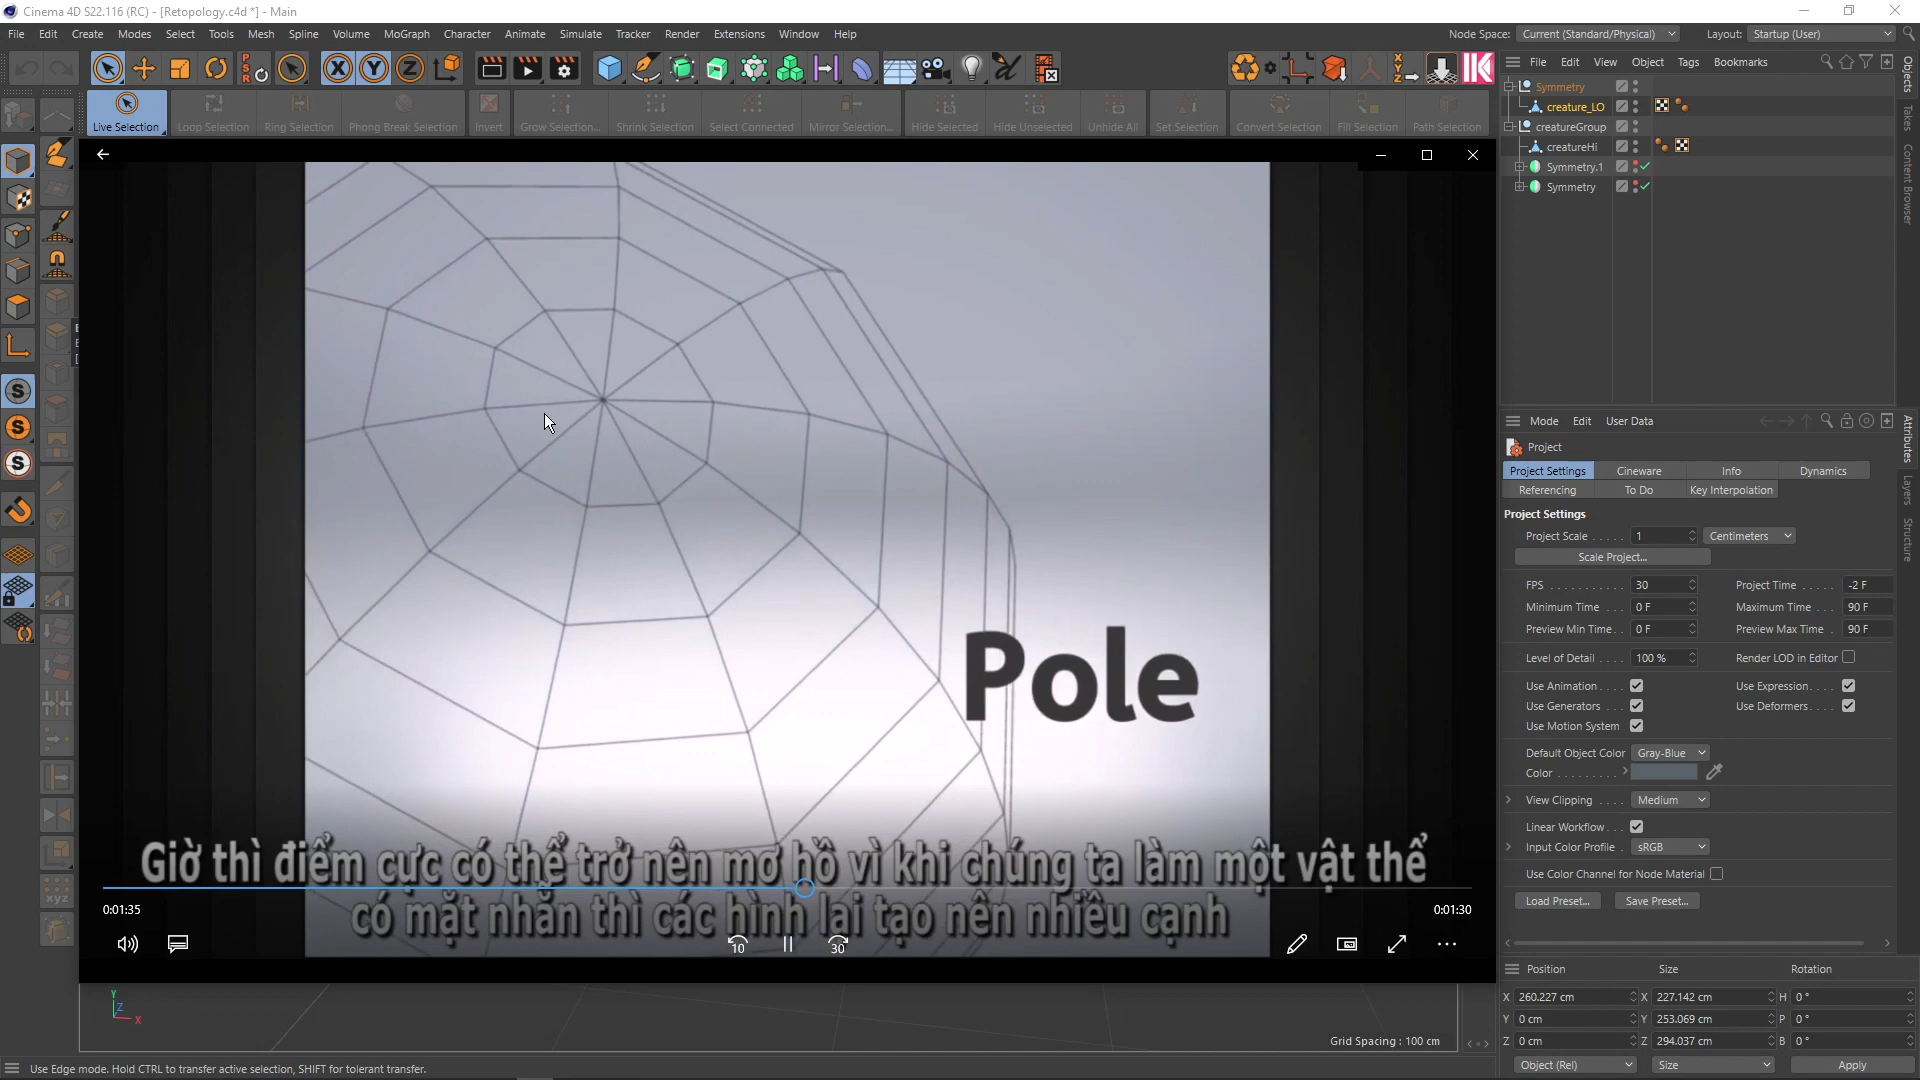 Cinema 4D S22.116 (RC) - [Retopology.c4d *] - Main
File Edit Create Modes Select Tools Mesh Spline Volume MoGraph Character Animate Simulate Tracker Render Extensions Window Help
Node Space: Current (Standard/Physical) Layout: Startup (User)
PSR X Y Z
File Edit View Object Tags Bookmarks
Live Selection Loop Selection Ring Selection Phong Break Selection Invert Grow Selection... Shrink Selection Select Connected Mirror Selection... Hide Selected Hide Unselected Unhide All Set Selection Convert Selection Fill Selection Path Selection
Symmetry
creature_LO
creatureGroup
creatureHi
Symmetry.1
Symmetry
Objects
Takes
Content Browser
Pole
Giờ thì điểm cực có thể trở nên mơ hồ vì khi chúng ta làm một vật thể
có mặt nhẵn thì các hình lại tạo nên nhiều cạnh
0:01:35
0:01:30
10
30
Mode Edit User Data
Project
Project Settings Cineware Info Dynamics
Referencing To Do Key Interpolation
Project Settings
Project Scale ..... 1 Centimeters
Scale Project...
FPS 30 Project Time -2 F
Minimum Time 0 F Maximum Time 90 F
Preview Min Time 0 F Preview Max Time 90 F
Level of Detail 100 % Render LOD in Editor
Use Animation Use Expression
Use Generators Use Deformers
Use Motion System
Default Object Color Gray-Blue
Color
View Clipping Medium
Linear Workflow
Input Color Profile sRGB
Use Color Channel for Node Material
Load Preset... Save Preset...
Attributes
Layers
Structure
Position Size Rotation
X 260.227 cm X 227.142 cm H 0 °
Y 0 cm Y 253.069 cm P 0 °
Z 0 cm Z 294.037 cm B 0 °
Object (Rel) Size Apply
Y
Z
X
Grid Spacing : 100 cm
Use Edge mode. Hold CTRL to transfer active selection, SHIFT for tolerant transfer.